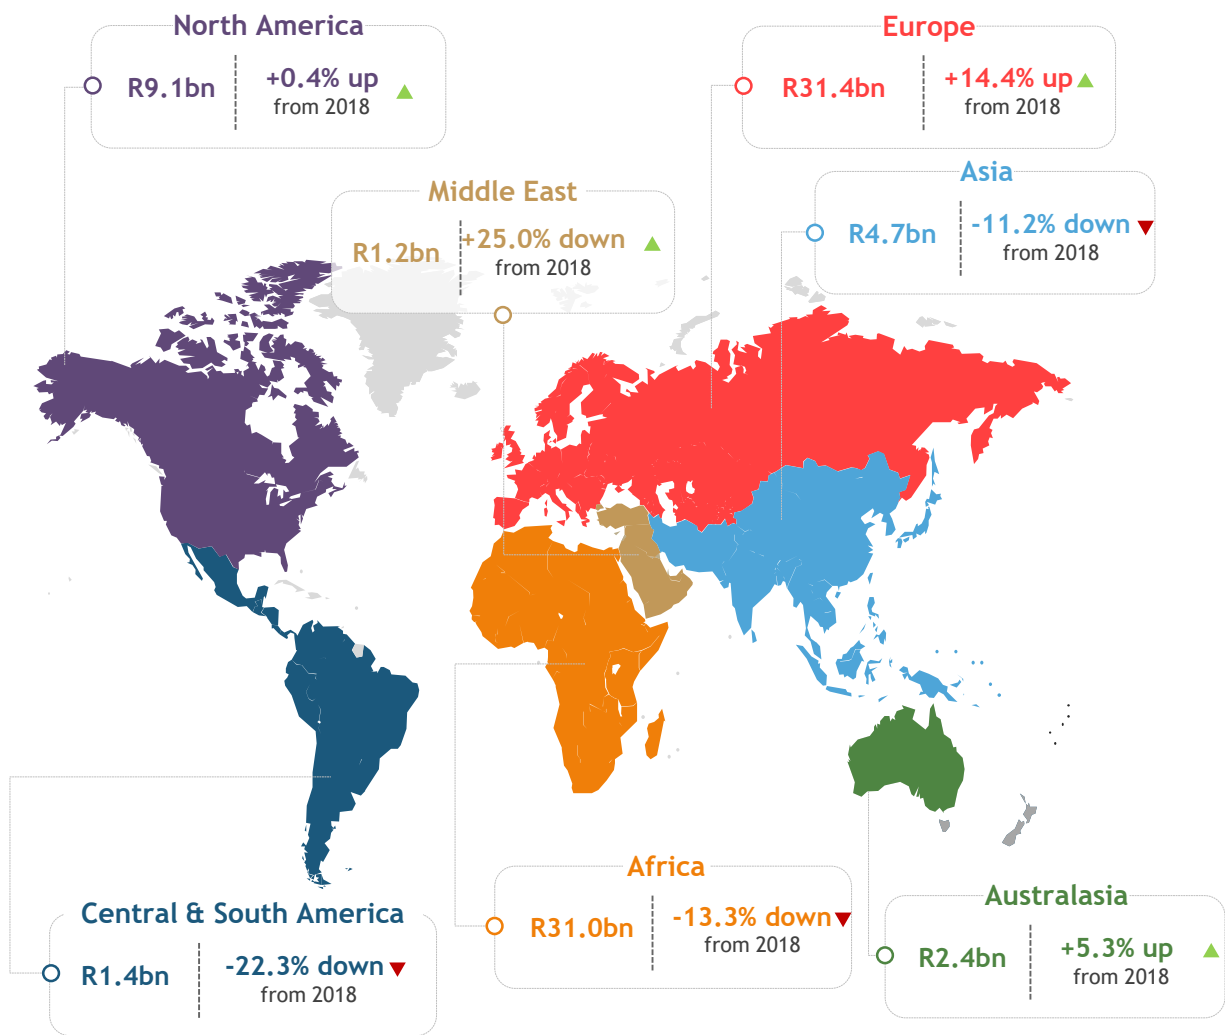 North America
R9.1bn
+0.4% up
from 2018
Europe
R31.4bn
+14.4% up
from 2018
Middle East
R1.2bn
+25.0% down
from 2018
Asia
R4.7bn
-11.2% down
from 2018
Africa
R31.0bn
-13.3% down
from 2018
Central & South America
R1.4bn
-22.3% down
from 2018
Australasia
R2.4bn
+5.3% up
from 2018